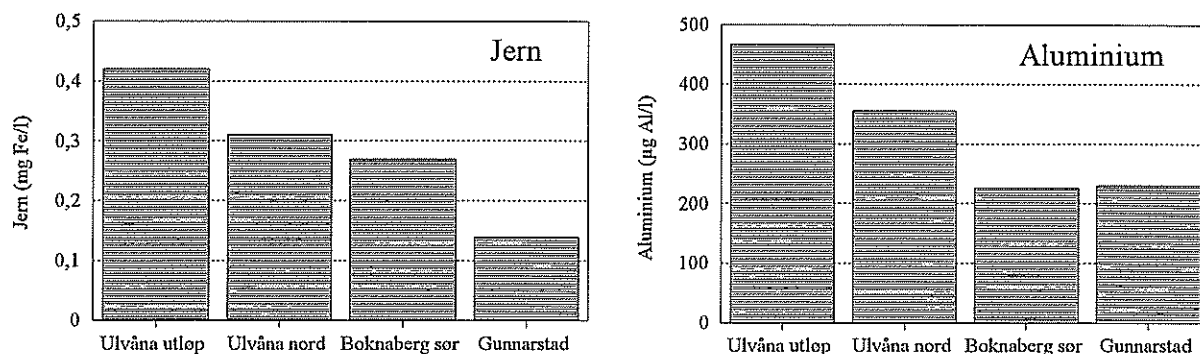 Jern
Jern (mg Fe/l)
0,5
0,4
0,3
0,2
0,1
0
Ulvåna utløp Ulvåna nord Boknaberg sør Gunnarstad
Aluminium
Aluminium (µg Al/l)
500
400
300
200
100
0
Ulvåna utløp Ulvåna nord Boknaberg sør Gunnarstad